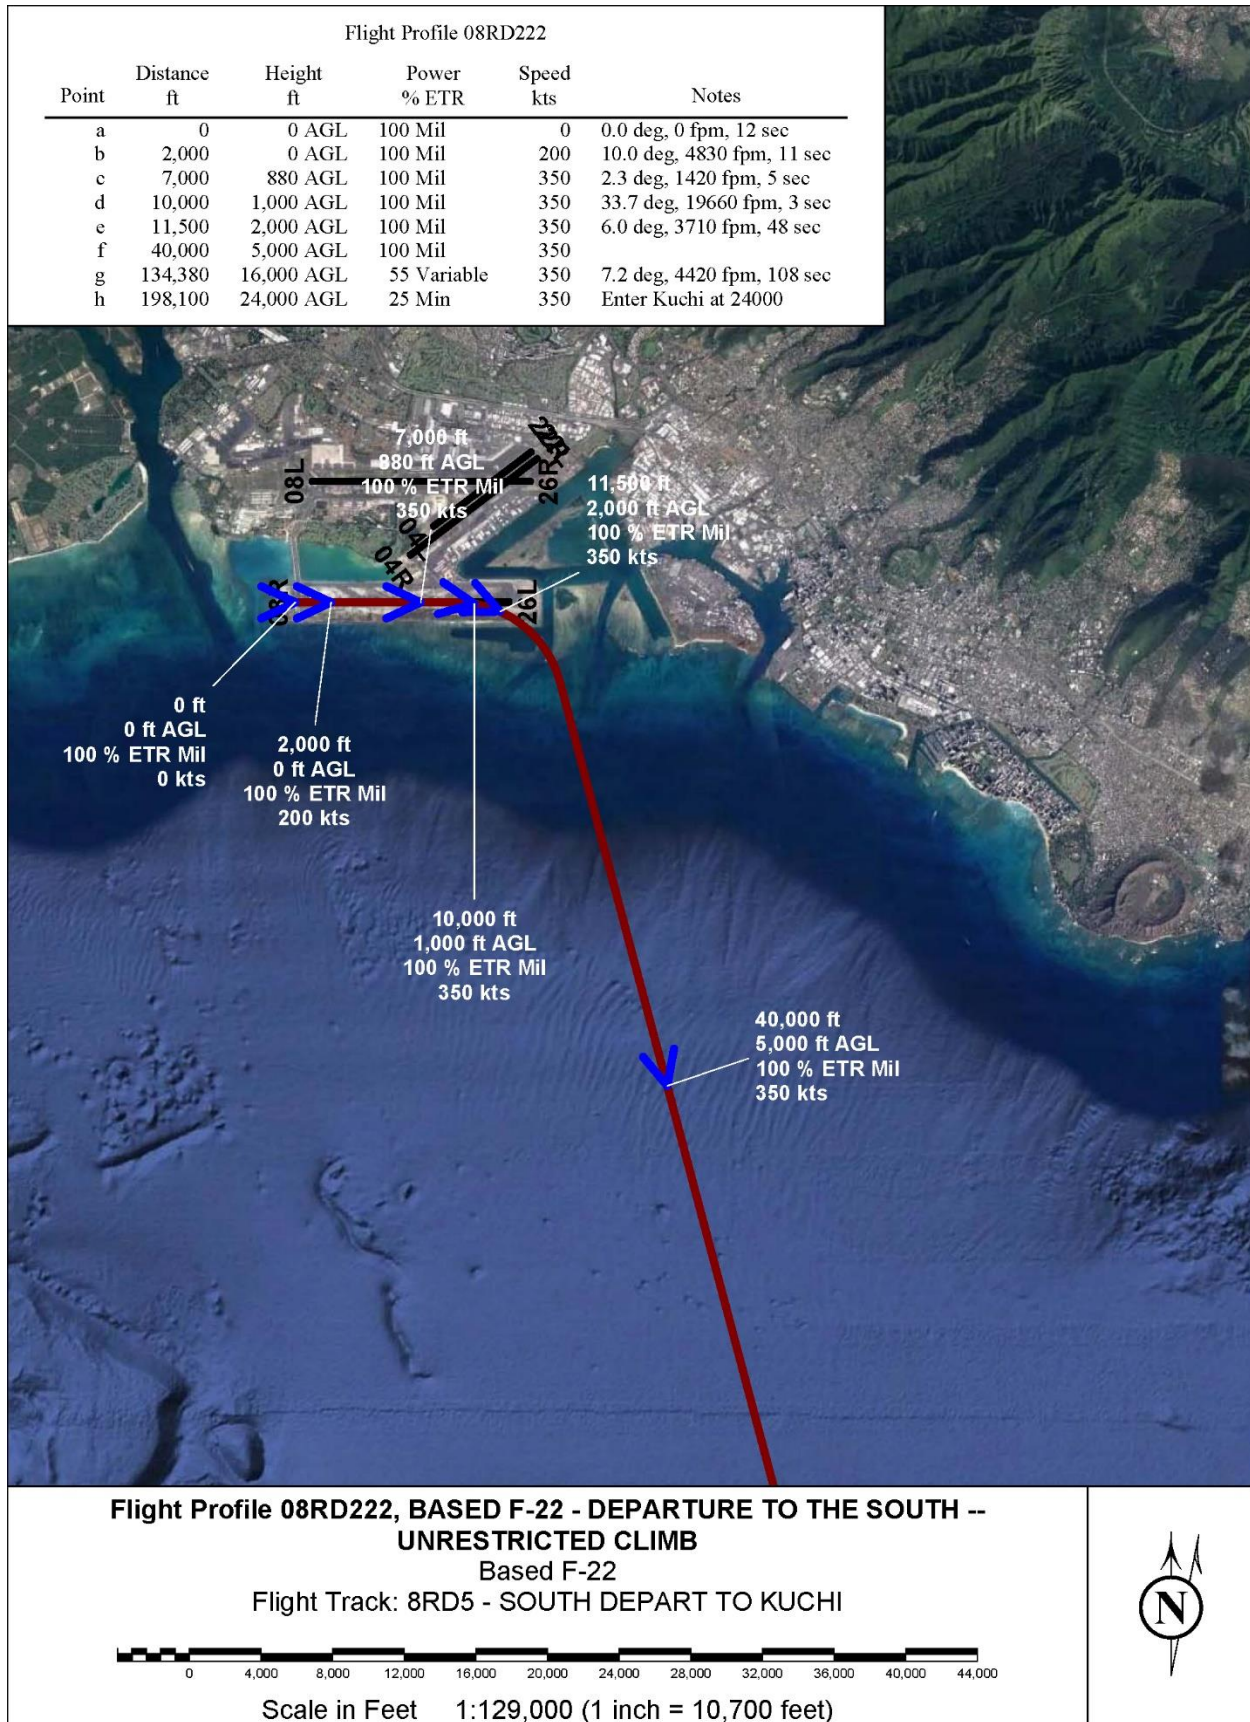 Flight Profile 08RD222
Distance Height Power Speed
Point ft ft % ETR kts Notes
a 0 0 AGL 100 Mil 0 0.0 deg, 0 fpm, 12 sec
b 2,000 0 AGL 100 Mil 200 10.0 deg, 4830 fpm, 11 sec
c 7,000 880 AGL 100 Mil 350 2.3 deg, 1420 fpm, 5 sec
d 10,000 1,000 AGL 100 Mil 350 33.7 deg, 19660 fpm, 3 sec
e 11,500 2,000 AGL 100 Mil 350 6.0 deg, 3710 fpm, 48 sec
f 40,000 5,000 AGL 100 Mil 350
g 134,380 16,000 AGL 55 Variable 350 7.2 deg, 4420 fpm, 108 sec
h 198,100 24,000 AGL 25 Min 350 Enter Kuchi at 24000
7,000 ft
880 ft AGL
100 % ETR Mil
350 kts
08L
26R
11,500 ft
2,000 ft AGL
100 % ETR Mil
350 kts
04R
26L
0 ft
0 ft AGL
100 % ETR Mil
0 kts
2,000 ft
0 ft AGL
100 % ETR Mil
200 kts
10,000 ft
1,000 ft AGL
100 % ETR Mil
350 kts
40,000 ft
5,000 ft AGL
100 % ETR Mil
350 kts
Flight Profile 08RD222, BASED F-22 - DEPARTURE TO THE SOUTH --
UNRESTRICTED CLIMB
Based F-22
Flight Track: 8RD5 - SOUTH DEPART TO KUCHI
0 4,000 8,000 12,000 16,000 20,000 24,000 28,000 32,000 36,000 40,000 44,000
Scale in Feet 1:129,000 (1 inch = 10,700 feet)
N